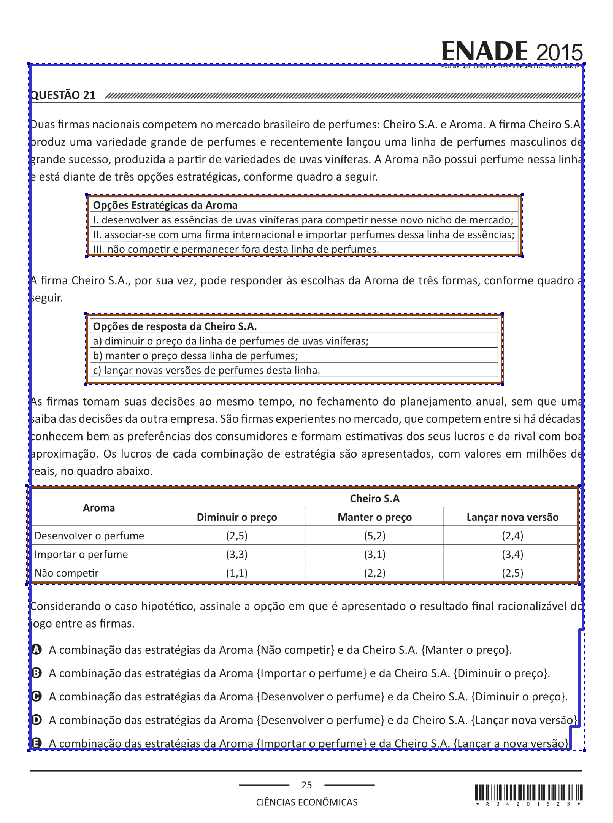 ENADE 2015
QUESTÃO 21
Duas firmas nacionais competem no mercado brasileiro de perfumes: Cheiro S.A. e Aroma. A firma Cheiro S.A.
produz uma variedade grande de perfumes e recentemente lançou uma linha de perfumes masculinos de
grande sucesso, produzida a partir de variedades de uvas viníferas. A Aroma não possui perfume nessa linha
e está diante de três opções estratégicas, conforme quadro a seguir.
Opções Estratégicas da Aroma
I. desenvolver as essências de uvas viníferas para competir nesse novo nicho de mercado;
II. associar-se com uma firma internacional e importar perfumes dessa linha de essências;
III. não competir e permanecer fora desta linha de perfumes.
A firma Cheiro S.A., por sua vez, pode responder às escolhas da Aroma de três formas, conforme quadro a
seguir.
Opções de resposta da Cheiro S.A.
a) diminuir o preço da linha de perfumes de uvas viníferas;
b) manter o preço dessa linha de perfumes;
c) lançar novas versões de perfumes desta linha.
As firmas tomam suas decisões ao mesmo tempo, no fechamento do planejamento anual, sem que uma
saiba das decisões da outra empresa. São firmas experientes no mercado, que competem entre si há décadas,
conhecem bem as preferências dos consumidores e formam estimativas dos seus lucros e da rival com boa
aproximação. Os lucros de cada combinação de estratégia são apresentados, com valores em milhões de
reais, no quadro abaixo.
Aroma Cheiro S.A
Diminuir o preço Manter o preço Lançar nova versão
Desenvolver o perfume (2,5) (5,2) (2,4)
Importar o perfume (3,3) (3,1) (3,4)
Não competir (1,1) (2,2) (2,5)
Considerando o caso hipotético, assinale a opção em que é apresentado o resultado final racionalizável do
jogo entre as firmas.
A A combinação das estratégias da Aroma {Não competir} e da Cheiro S.A. {Manter o preço}.
B A combinação das estratégias da Aroma {Importar o perfume} e da Cheiro S.A. {Diminuir o preço}.
C A combinação das estratégias da Aroma {Desenvolver o perfume} e da Cheiro S.A. {Diminuir o preço}.
D A combinação das estratégias da Aroma {Desenvolver o perfume} e da Cheiro S.A. {Lançar nova versão}.
E A combinação das estratégias da Aroma {Importar o perfume} e da Cheiro S.A. {Lançar a nova versão}.
25
CIÊNCIAS ECONÔMICAS
*R3420152５*